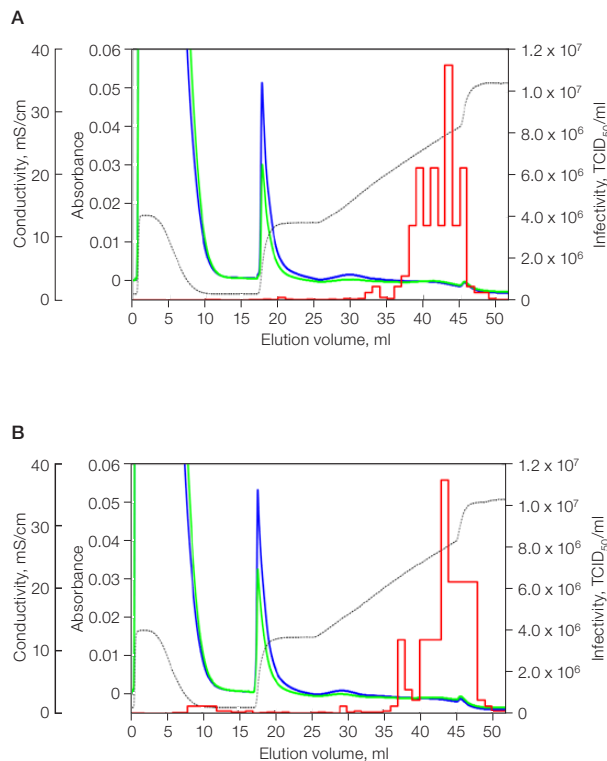 A
40
30
20
10
0
Conductivity, mS/cm
0.06
0.05
0.04
0.03
0.02
0.01
0
Absorbance
1.2 x 10⁷
1.0 x 10⁷
8.0 x 10⁶
6.0 x 10⁶
4.0 x 10⁶
2.0 x 10⁶
0
Infectivity, TCID₅₀/ml
0 5 10 15 20 25 30 35 40 45 50
Elution volume, ml
B
40
30
20
10
0
Conductivity, mS/cm
0.06
0.05
0.04
0.03
0.02
0.01
0
Absorbance
1.2 x 10⁷
1.0 x 10⁷
8.0 x 10⁶
6.0 x 10⁶
4.0 x 10⁶
2.0 x 10⁶
0
Infectivity, TCID₅₀/ml
0 5 10 15 20 25 30 35 40 45 50
Elution volume, ml